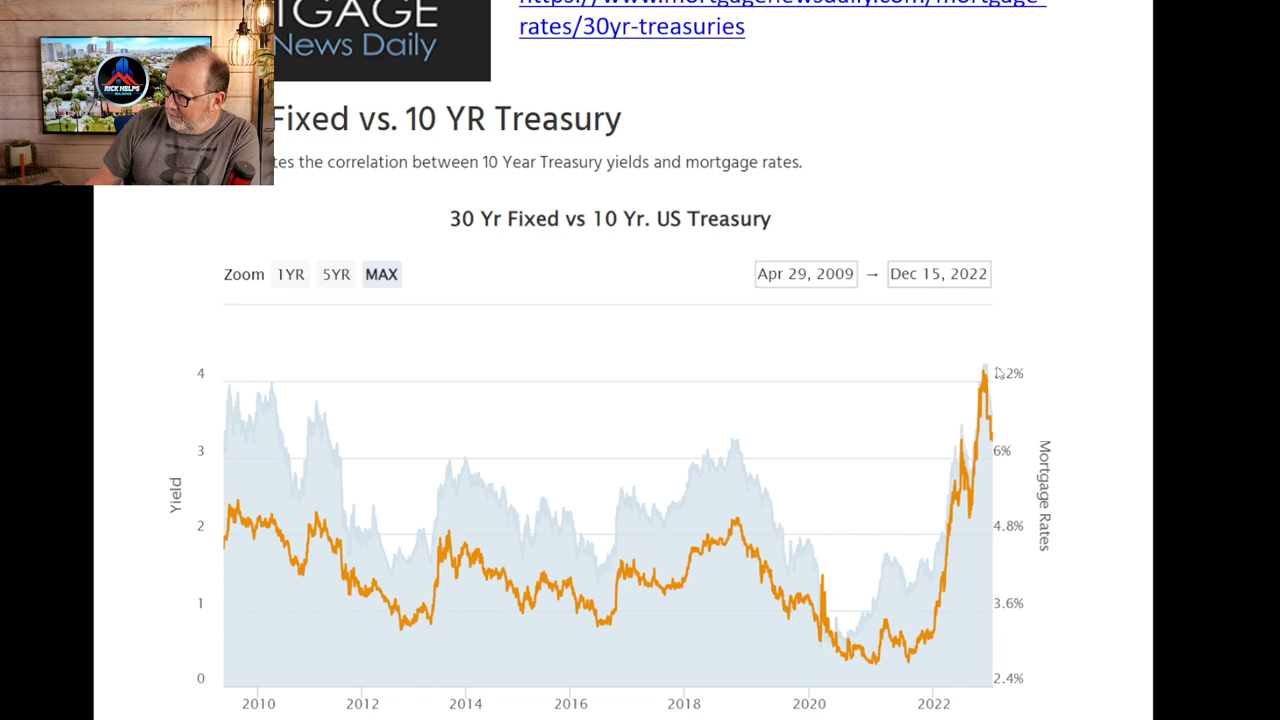 TGAGE
News Daily
rates/30yr-treasuries
RICK HELPS
Fixed vs. 10 YR Treasury
tes the correlation between 10 Year Treasury yields and mortgage rates.
30 Yr Fixed vs 10 Yr. US Treasury
Zoom 1YR 5YR MAX
Apr 29, 2009 → Dec 15, 2022
4
.2%
3
6%
2
4.8%
1
3.6%
0
2.4%
Yield
Mortgage Rates
2010 2012 2014 2016 2018 2020 2022